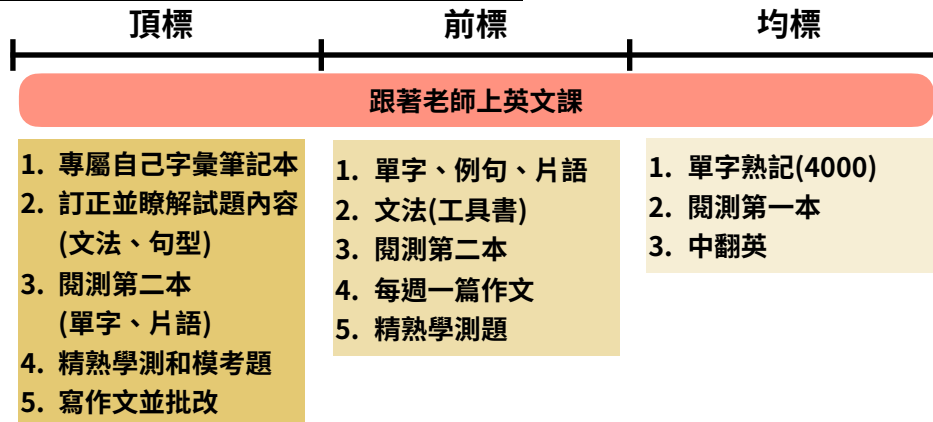 頂標
前標
均標
跟著老師上英文課
1. 專屬自己字彙筆記本
2. 訂正並瞭解試題內容
(文法、句型)
3. 閱測第二本
(單字、片語)
4. 精熟學測和模考題
5. 寫作文並批改
1. 單字、例句、片語
2. 文法(工具書)
3. 閱測第二本
4. 每週一篇作文
5. 精熟學測題
1. 單字熟記(4000)
2. 閱測第一本
3. 中翻英